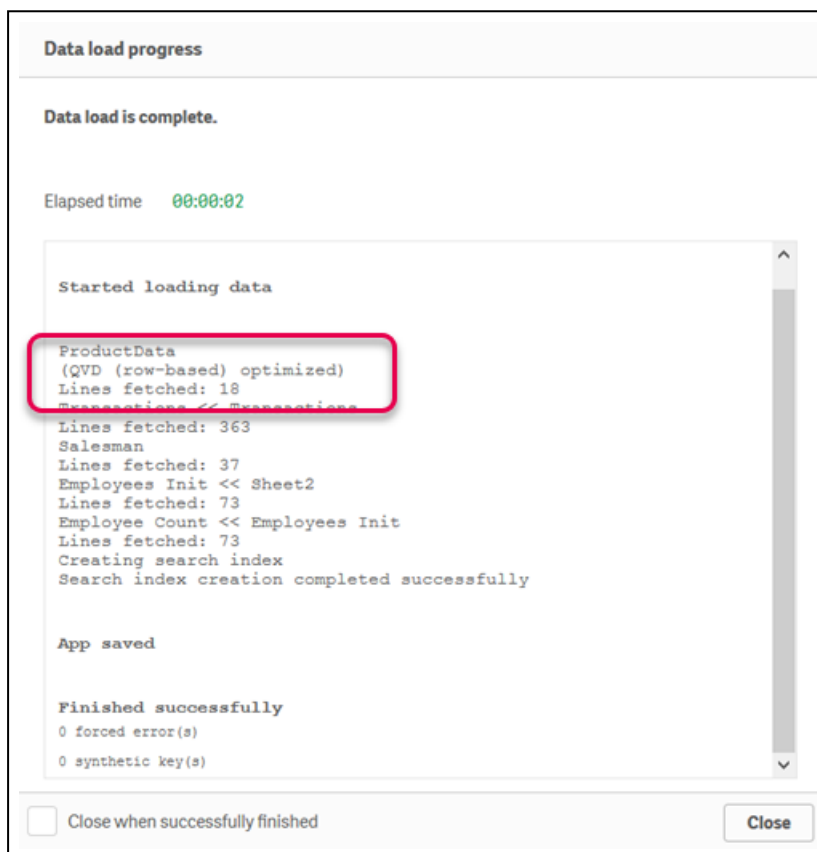 Data load progress
Data load is complete.
Elapsed time 00:00:02
Started loading data
ProductData
(QVD (row-based) optimized)
Lines fetched: 18
Transactions << Transactions
Lines fetched: 363
Salesman
Lines fetched: 37
Employees Init << Sheet2
Lines fetched: 73
Employee Count << Employees Init
Lines fetched: 73
Creating search index
Search index creation completed successfully
App saved
Finished successfully
0 forced error(s)
0 synthetic key(s)
Close when successfully finished
Close